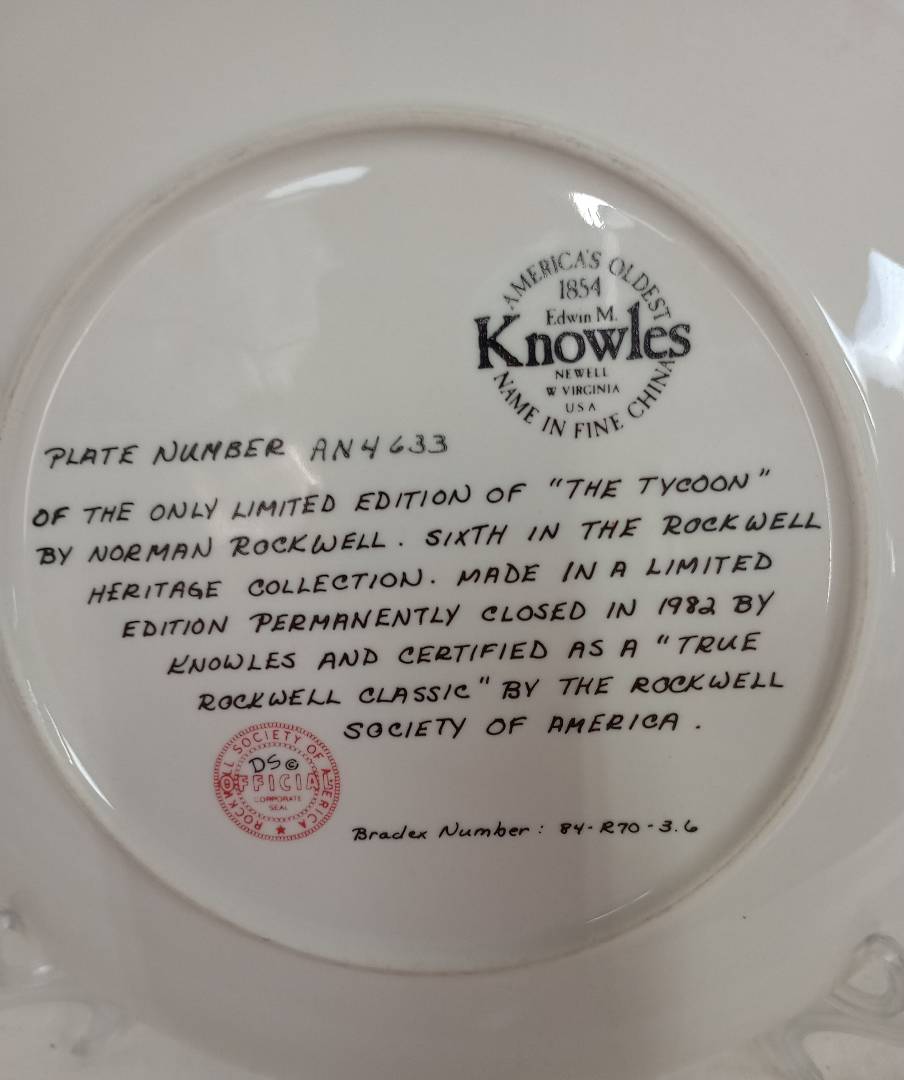 AMERICA'S OLDEST
1854
Edwin M.
Knowles
NEWELL
W VIRGINIA
USA
NAME IN FINE CHINA
PLATE NUMBER AN4633
OF THE ONLY LIMITED EDITION OF "THE TYCOON"
BY NORMAN ROCKWELL. SIXTH IN THE ROCKWELL
HERITAGE COLLECTION. MADE IN A LIMITED
EDITION PERMANENTLY CLOSED IN 1982 BY
KNOWLES AND CERTIFIED AS A "TRUE
ROCKWELL CLASSIC" BY THE ROCKWELL
SOCIETY OF AMERICA.
ROCKWELL SOCIETY OF AMERICA
DS©
OFFICIAL
CORPORATE
SEAL
Bradex Number: 84-R70-3.6